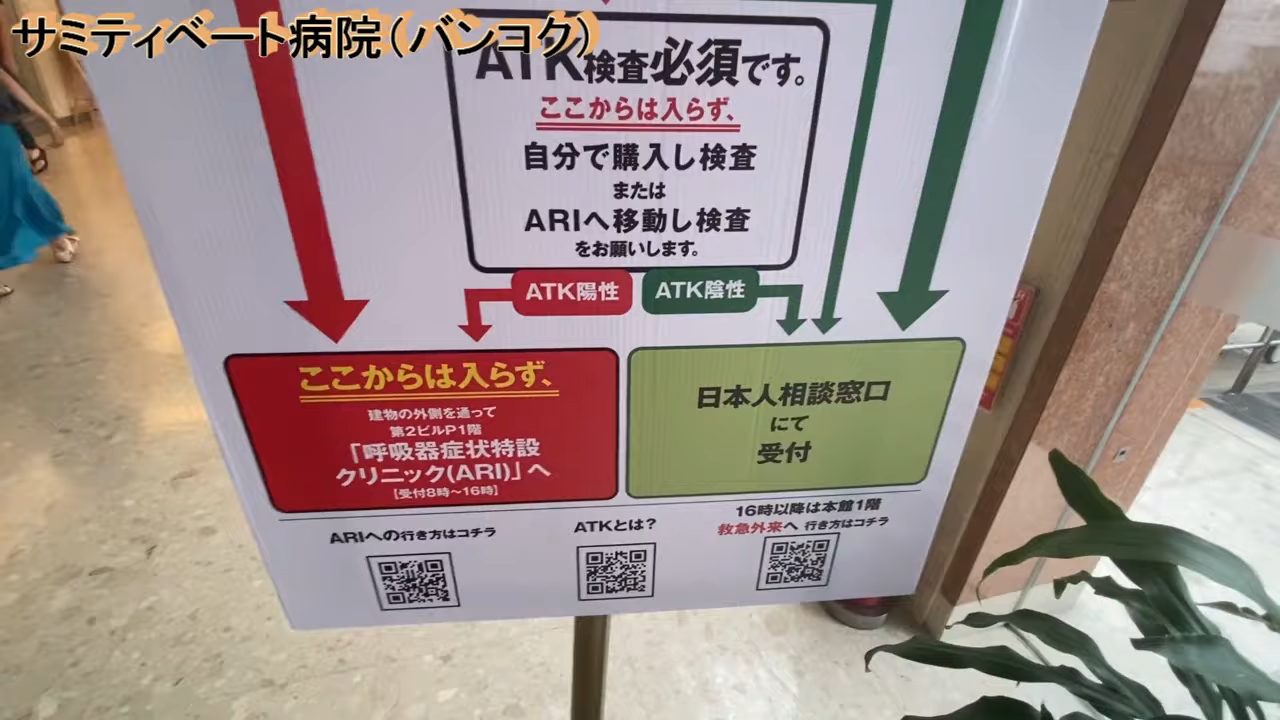 サミティベート病院(バンコク)
ATK検査必須です。
ここからは入らず、
自分で購入し検査
または
ARIへ移動し検査
をお願いします。
ATK陽性
ATK陰性
ここからは入らず、
建物の外側を通って
第2ビルP1階
「呼吸器症状特設
クリニック(ARI)」へ
【受付8時～16時】
日本人相談窓口
にて
受付
ARIへの行き方はコチラ
ATKとは?
16時以降は本館1階
救急外来へ 行き方はコチラ